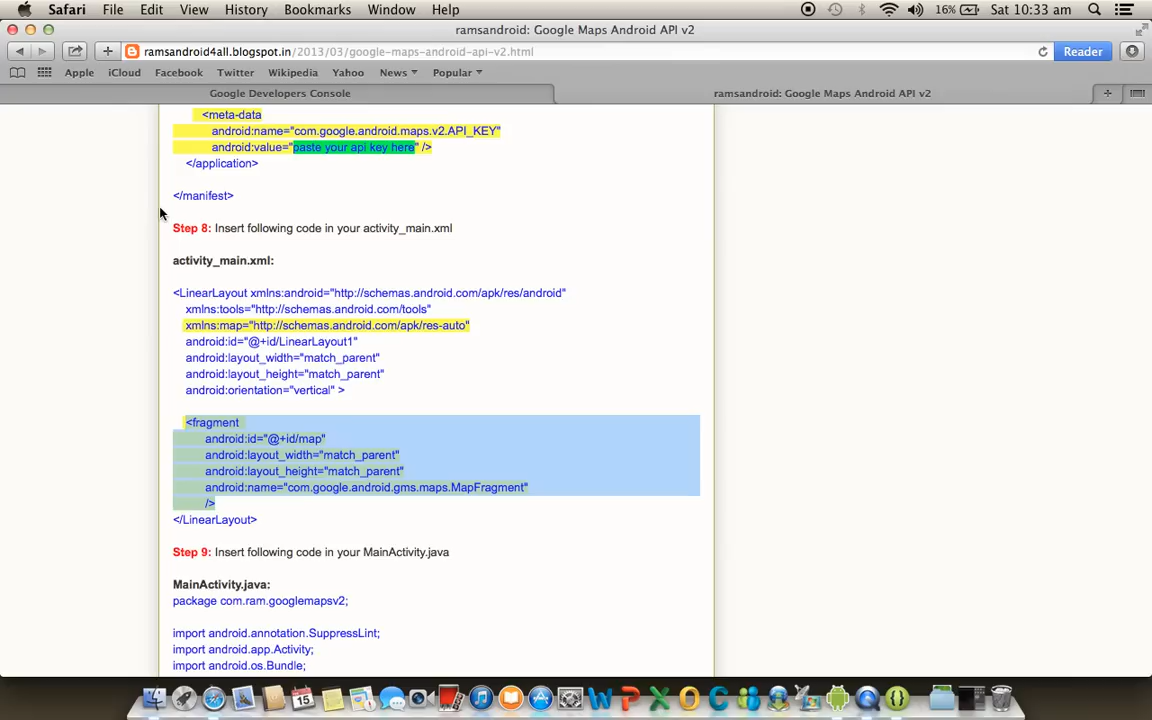 Safari File Edit View History Bookmarks Window Help 16% Sat 10:33 am
ramsandroid: Google Maps Android API v2
ramsandroid4all.blogspot.in/2013/03/google-maps-android-api-v2.html Reader
Apple iCloud Facebook Twitter Wikipedia Yahoo News Popular
Google Developers Console ramsandroid: Google Maps Android API v2
<meta-data
android:name="com.google.android.maps.v2.API_KEY"
android:value="paste your api key here" />
</application>
</manifest>
Step 8: Insert following code in your activity_main.xml
activity_main.xml:
<LinearLayout xmlns:android="http://schemas.android.com/apk/res/android"
xmlns:tools="http://schemas.android.com/tools"
xmlns:map="http://schemas.android.com/apk/res-auto"
android:id="@+id/LinearLayout1"
android:layout_width="match_parent"
android:layout_height="match_parent"
android:orientation="vertical" >
<fragment
android:id="@+id/map"
android:layout_width="match_parent"
android:layout_height="match_parent"
android:name="com.google.android.gms.maps.MapFragment"
/>
</LinearLayout>
Step 9: Insert following code in your MainActivity.java
MainActivity.java:
package com.ram.googlemapsv2;
import android.annotation.SuppressLint;
import android.app.Activity;
import android.os.Bundle;